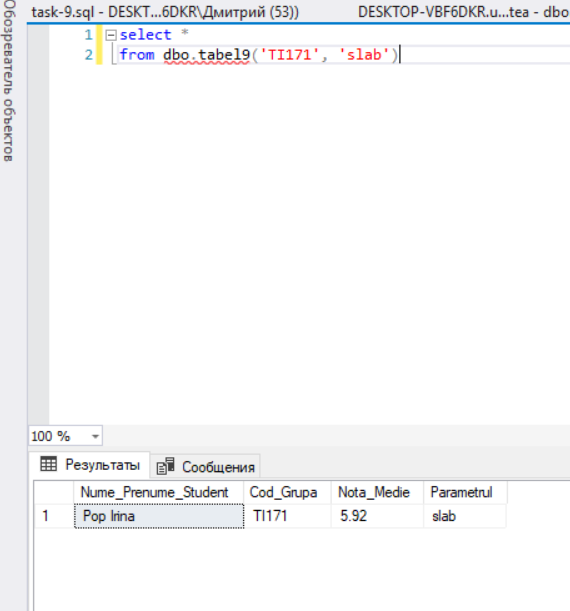 Обозреватель объектов
task-9.sql - DESKT...6DKR\Дмитрий (53))
DESKTOP-VBF6DKR.u...tea - dbo
1 select *
2 from dbo.tabel9('TI171', 'slab')
100 %
Результаты Сообщения
Nume_Prenume_Student Cod_Grupa Nota_Medie Parametrul
1 Pop Irina TI171 5.92 slab